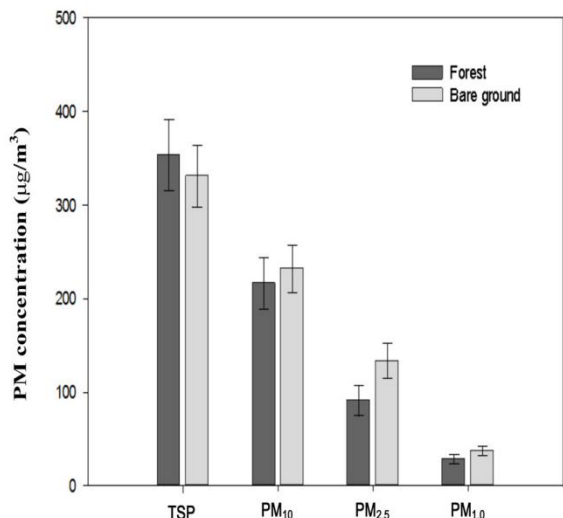 500
400
300
200
100
0
PM concentration (µg/m³)
Forest
Bare ground
TSP PM₁₀ PM₂.₅ PM₁.₀